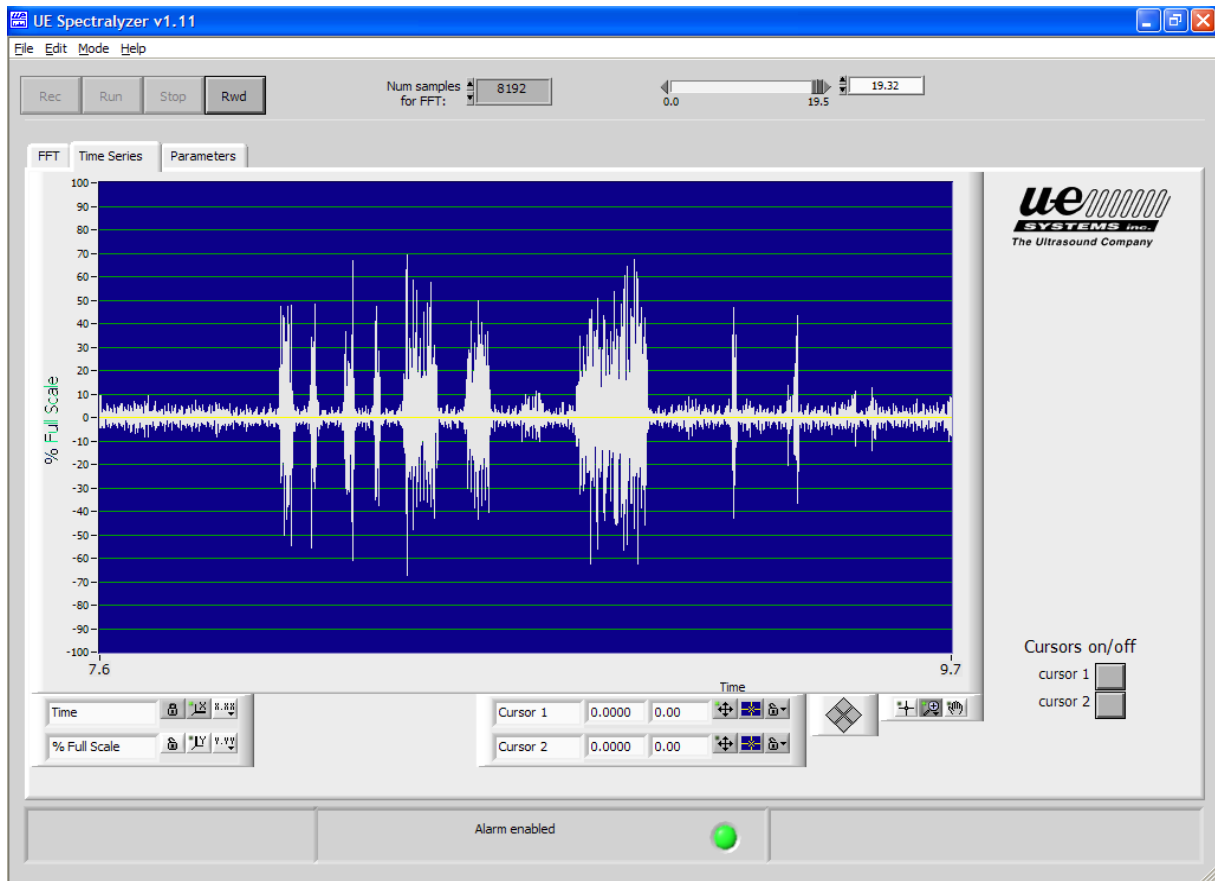 UE Spectralyzer v1.11
File Edit Mode Help
Rec Run Stop Rwd
Num samples for FFT:
8192
0.0 19.5
19.32
FFT Time Series Parameters
100
90
80
70
60
50
40
30
20
10
0
-10
-20
-30
-40
-50
-60
-70
-80
-90
-100
% Full Scale
7.6 9.7
Time
ue
SYSTEMS inc.
The Ultrasound Company
Cursors on/off
cursor 1
cursor 2
Time X X.XX
% Full Scale Y Y.YY
Cursor 1 0.0000 0.00
Cursor 2 0.0000 0.00
Alarm enabled